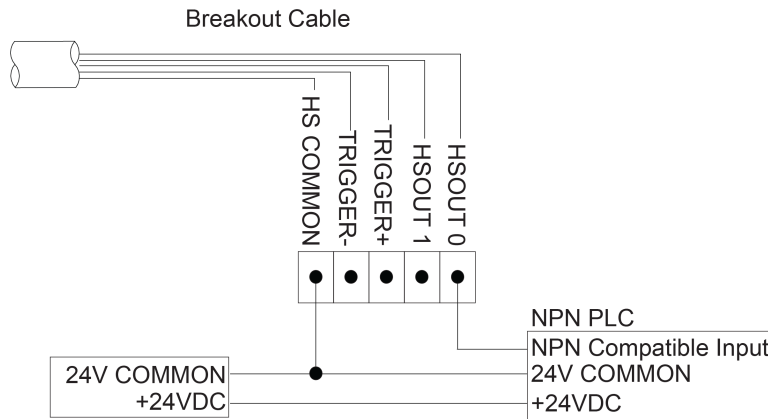 Breakout Cable
HS COMMON
TRIGGER-
TRIGGER+
HSOUT 1
HSOUT 0
NPN PLC
NPN Compatible Input
24V COMMON
24V COMMON
+24VDC
+24VDC